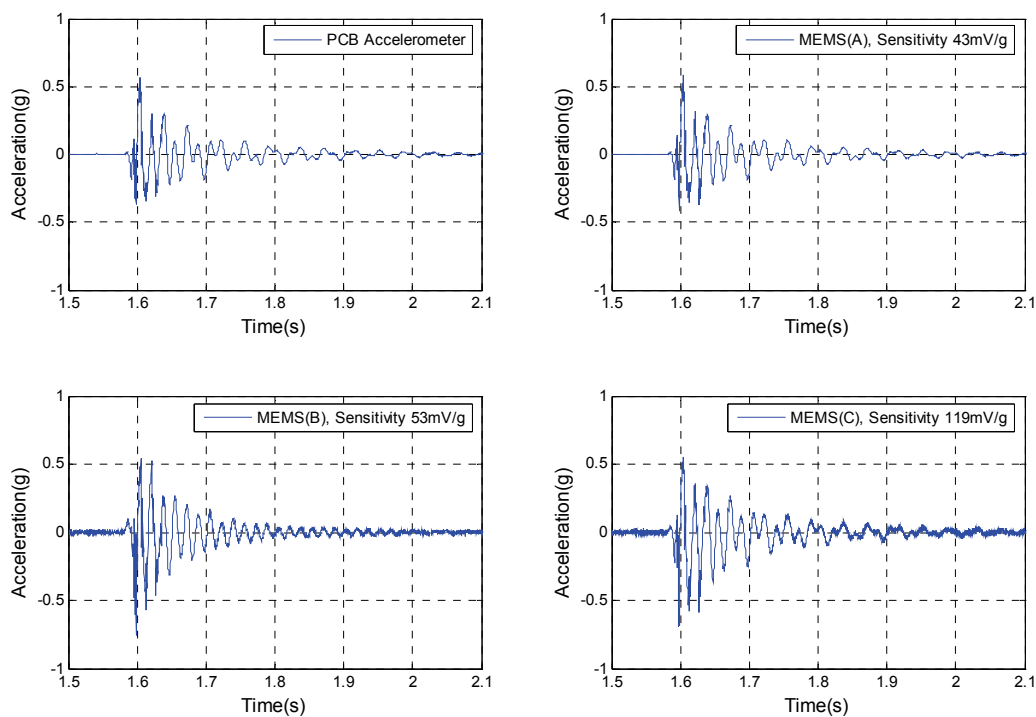 PCB Accelerometer
Acceleration(g)
1
0.5
0
-0.5
-1
1.5 1.6 1.7 1.8 1.9 2 2.1
Time(s)
MEMS(A), Sensitivity 43mV/g
Acceleration(g)
1
0.5
0
-0.5
-1
1.5 1.6 1.7 1.8 1.9 2 2.1
Time(s)
MEMS(B), Sensitivity 53mV/g
Acceleration(g)
1
0.5
0
-0.5
-1
1.5 1.6 1.7 1.8 1.9 2 2.1
Time(s)
MEMS(C), Sensitivity 119mV/g
Acceleration(g)
1
0.5
0
-0.5
-1
1.5 1.6 1.7 1.8 1.9 2 2.1
Time(s)